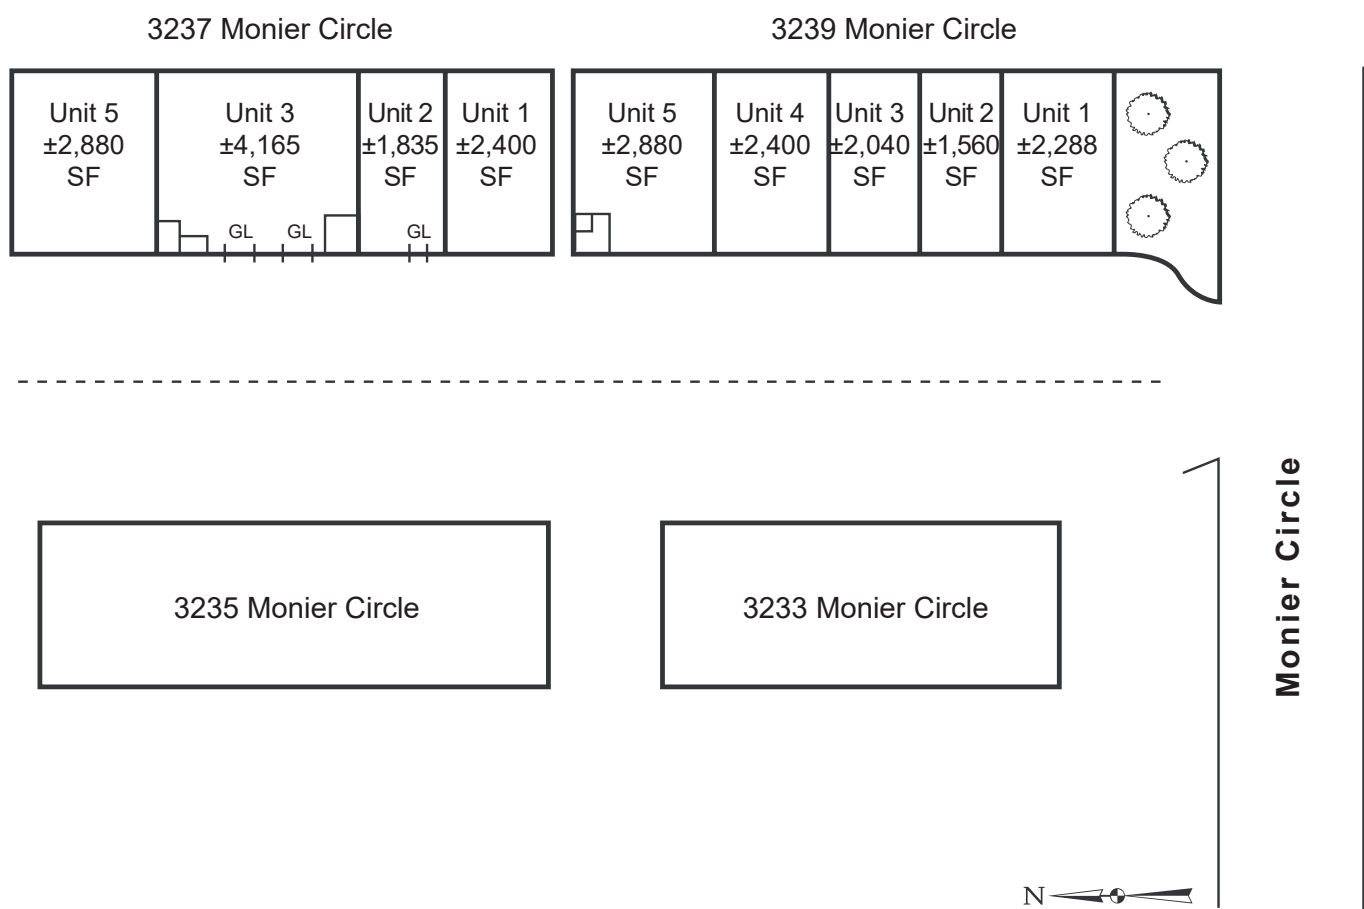 3237 Monier Circle
3239 Monier Circle
Unit 5
±2,880
SF
Unit 3
±4,165
SF
Unit 2
±1,835
SF
Unit 1
±2,400
SF
GL
GL
GL
Unit 5
±2,880
SF
Unit 4
±2,400
SF
Unit 3
±2,040
SF
Unit 2
±1,560
SF
Unit 1
±2,288
SF
3235 Monier Circle
3233 Monier Circle
Monier Circle
N